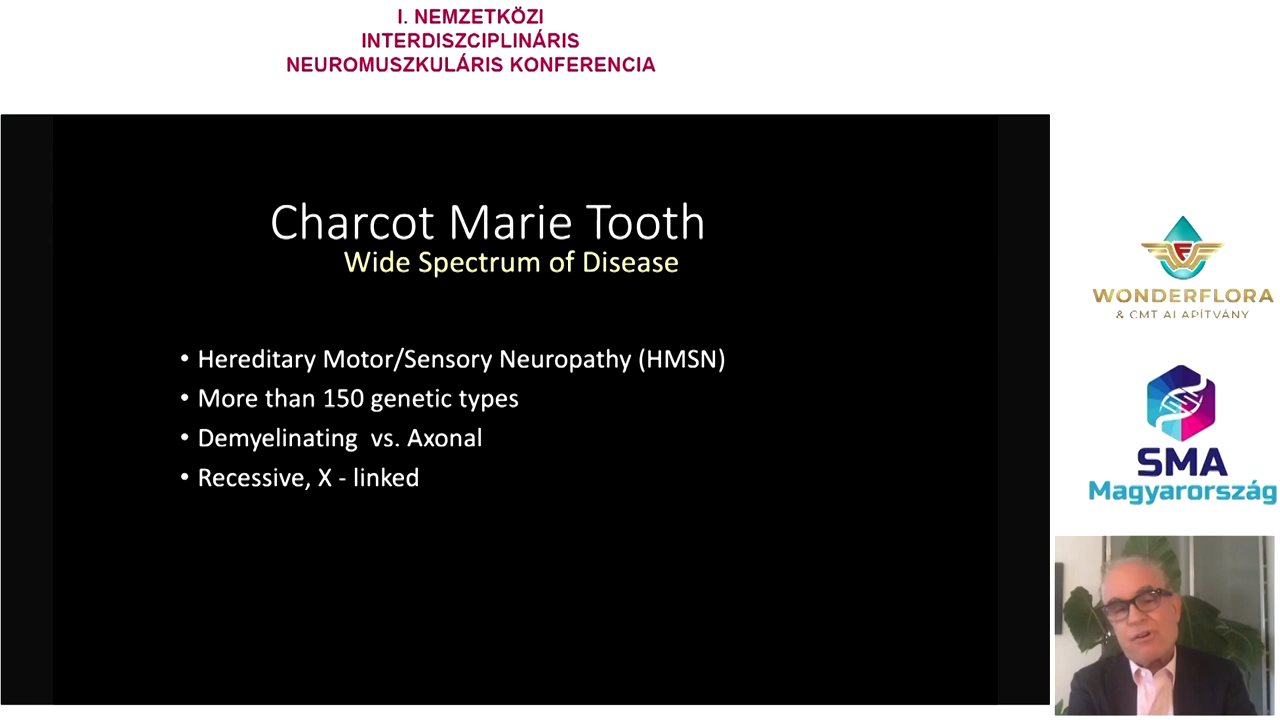 I. NEMZETKÖZI
INTERDISZCIPLINÁRIS
NEUROMUSZKULÁRIS KONFERENCIA
Charcot Marie Tooth
Wide Spectrum of Disease
• Hereditary Motor/Sensory Neuropathy (HMSN)
• More than 150 genetic types
• Demyelinating vs. Axonal
• Recessive, X - linked
WONDERFLORA
& CMT ALAPÍTVÁNY
SMA
Magyarország